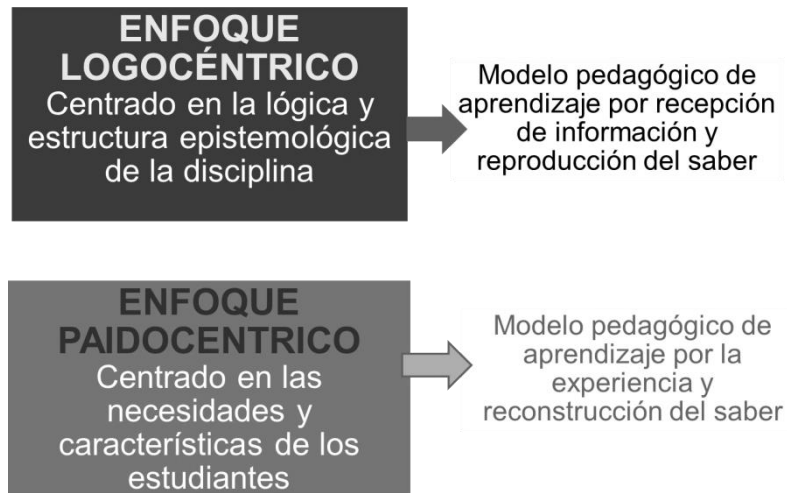 ENFOQUE
LOGOCÉNTRICO
Centrado en la lógica y
estructura epistemológica
de la disciplina
Modelo pedagógico de
aprendizaje por recepción
de información y
reproducción del saber
ENFOQUE
PAIDOCENTRICO
Centrado en las
necesidades y
características de los
estudiantes
Modelo pedagógico de
aprendizaje por la
experiencia y
reconstrucción del saber